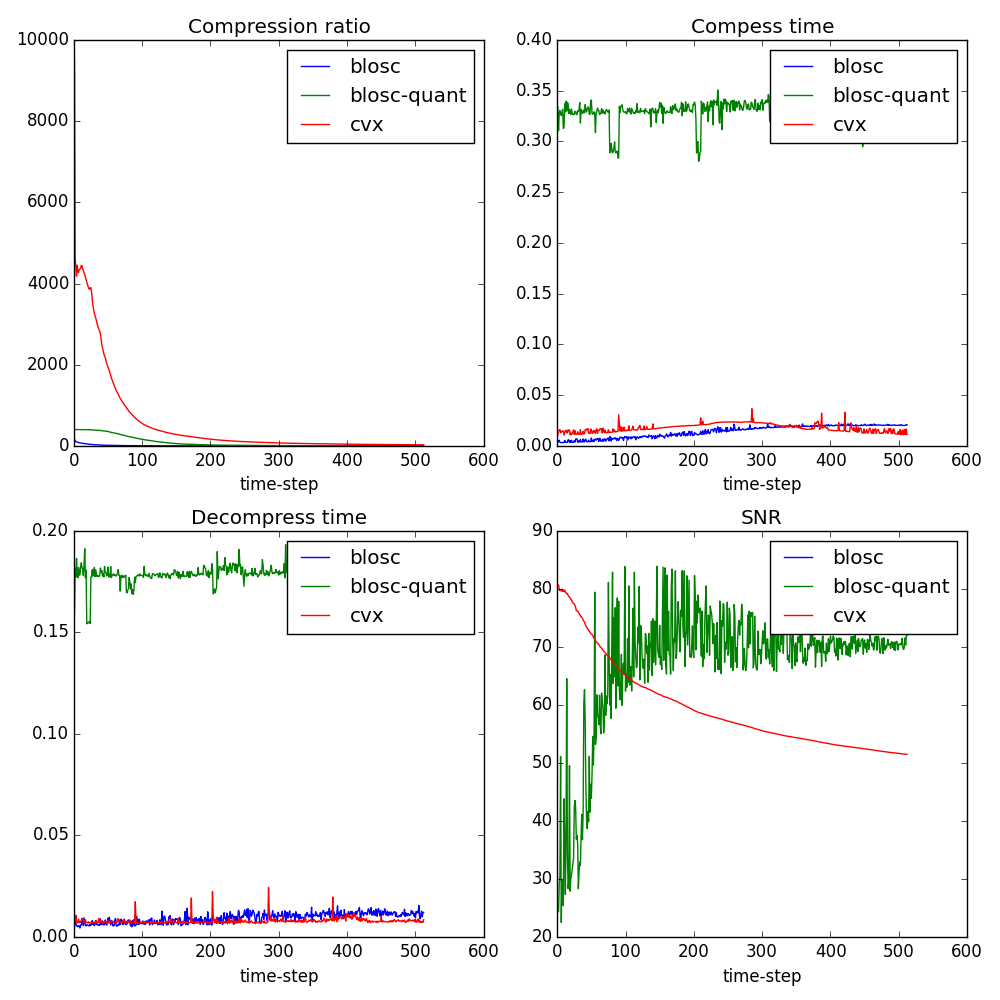 Compression ratio
10000
8000
6000
4000
2000
0
0 100 200 300 400 500 600
time-step
blosc
blosc-quant
cvx
Compess time
0.40
0.35
0.30
0.25
0.20
0.15
0.10
0.05
0.00
0 100 200 300 400 500 600
time-step
blosc
blosc-quant
cvx
Decompress time
0.20
0.15
0.10
0.05
0.00
0 100 200 300 400 500 600
time-step
blosc
blosc-quant
cvx
SNR
90
80
70
60
50
40
30
20
0 100 200 300 400 500 600
time-step
blosc
blosc-quant
cvx